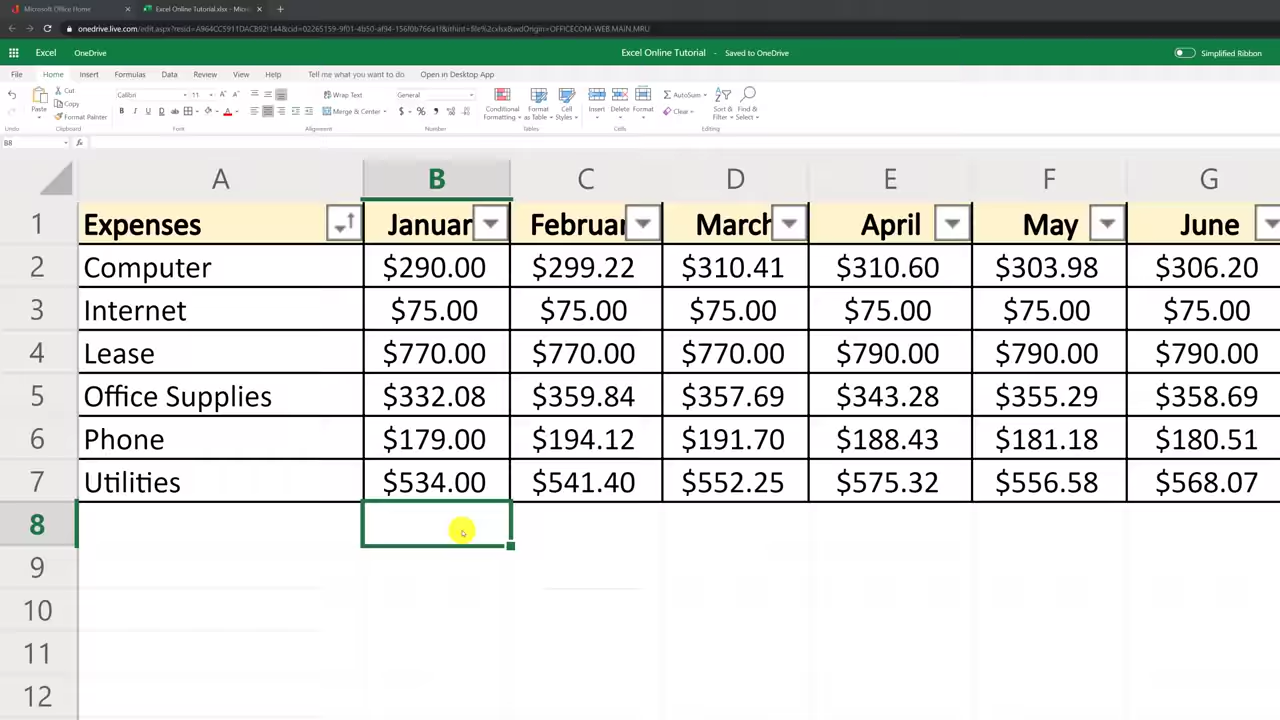 Microsoft Office Home
Excel Online Tutorial.xlsx - Micr
onedrive.live.com/edit.aspx?resid=A964CC5911DACB92!144&cid=02265159-9f01-4b50-af94-156f0b766a1f&ithint=file%2cxlsx&wdOrigin=OFFICECOM-WEB.MAIN.MRU
Excel OneDrive Excel Online Tutorial - Saved to OneDrive Simplified Ribbon
File Home Insert Formulas Data Review View Help Tell me what you want to do Open in Desktop App
Paste Cut Copy Format Painter
Calibri 11
B I U D ab A
Wrap Text
Merge & Center
General
$ % ,
Conditional Formatting Format as Table Cell Styles
Insert Delete Format
AutoSum
Clear
Sort & Filter Find & Select
Undo Clipboard Font Alignment Number Tables Cells Editing
B8 fx
A B C D E F G
1 Expenses Januar Februar March April May June
2 Computer $290.00 $299.22 $310.41 $310.60 $303.98 $306.20
3 Internet $75.00 $75.00 $75.00 $75.00 $75.00 $75.00
4 Lease $770.00 $770.00 $770.00 $790.00 $790.00 $790.00
5 Office Supplies $332.08 $359.84 $357.69 $343.28 $355.29 $358.69
6 Phone $179.00 $194.12 $191.70 $188.43 $181.18 $180.51
7 Utilities $534.00 $541.40 $552.25 $575.32 $556.58 $568.07
8
9
10
11
12